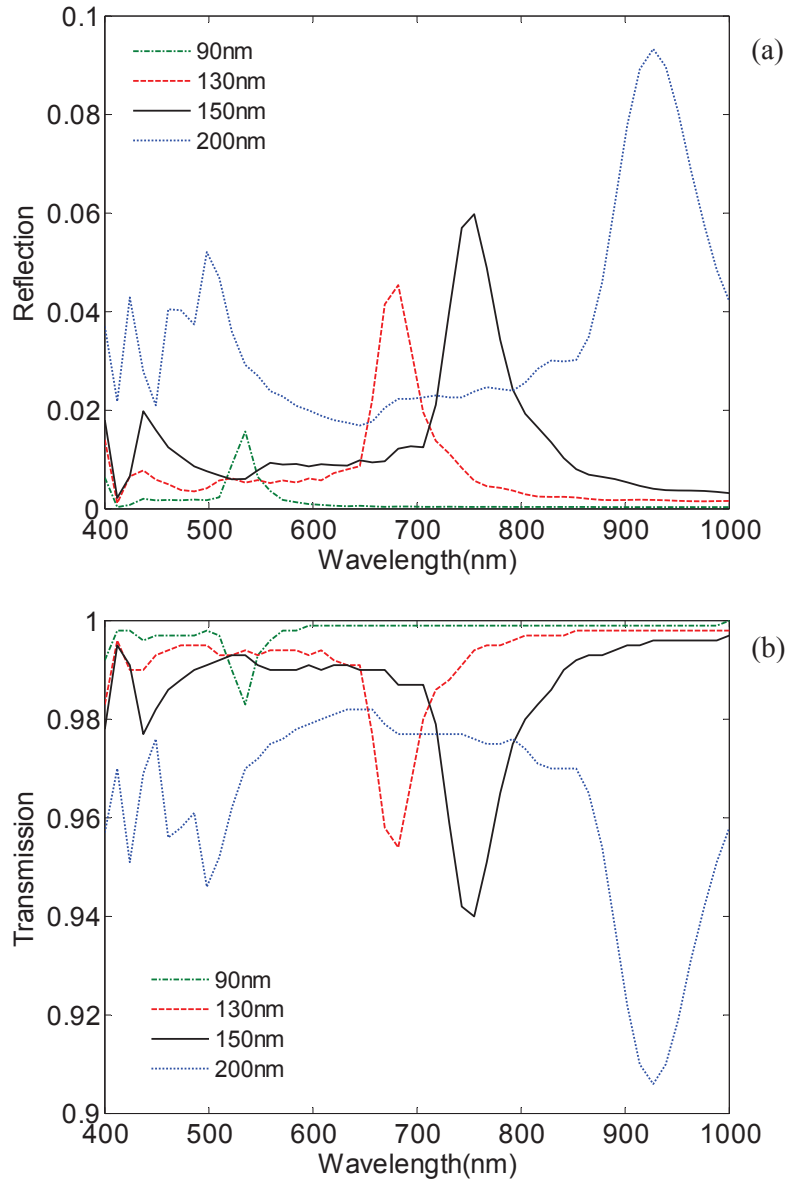 0.1
0.08
0.06
0.04
0.02
0
Reflection
90nm
130nm
150nm
200nm
(a)
400 500 600 700 800 900 1000
Wavelength(nm)
1
0.98
0.96
0.94
0.92
0.9
Transmission
(b)
90nm
130nm
150nm
200nm
400 500 600 700 800 900 1000
Wavelength(nm)